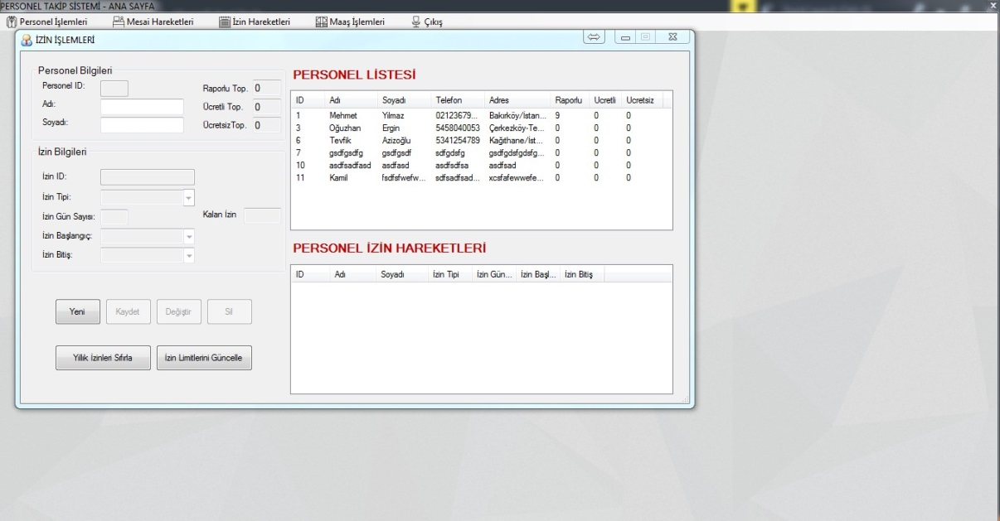 PERSONEL TAKİP SİSTEMİ - ANA SAYFA
Personel İşlemleri Mesai Hareketleri İzin Hareketleri Maaş İşlemleri Çıkış
İZİN İŞLEMLERİ
Personel Bilgileri
Personel ID:
Adı:
Soyadı:
Raporlu Top. 0
Ücretli Top. 0
ÜcretsizTop. 0
İzin Bilgileri
İzin ID:
İzin Tipi:
İzin Gün Sayısı:
Kalan İzin
İzin Başlangıç:
İzin Bitiş:
Yeni Kaydet Değiştir Sil
Yıllık İzinleri Sıfırla İzin Limitlerini Güncelle
PERSONEL LİSTESİ
ID Adı Soyadı Telefon Adres Raporlu Ucretli Ucretsiz
1 Mehmet Yılmaz 02123679... Bakırköy/İstan... 9 0 0
3 Oğuzhan Ergin 5458040053 Çerkezköy-Te... 0 0 0
6 Tevfik Azizoğlu 5341254789 Kağıthane/İst... 0 0 0
7 gsdfgsdfg gsdfgsdf sdfgdsfg gsdfgdsfgdsfg... 0 0 0
10 asdfsadfasd asdfasd asdfsdfsa asdfsad 0 0 0
11 Kamil fsdfsfwefw... sdfsadfsad... xcsfafewwefe... 0 0 0
PERSONEL İZİN HAREKETLERİ
ID Adı Soyadı İzin Tipi İzin Gün... İzin Başl... İzin Bitiş